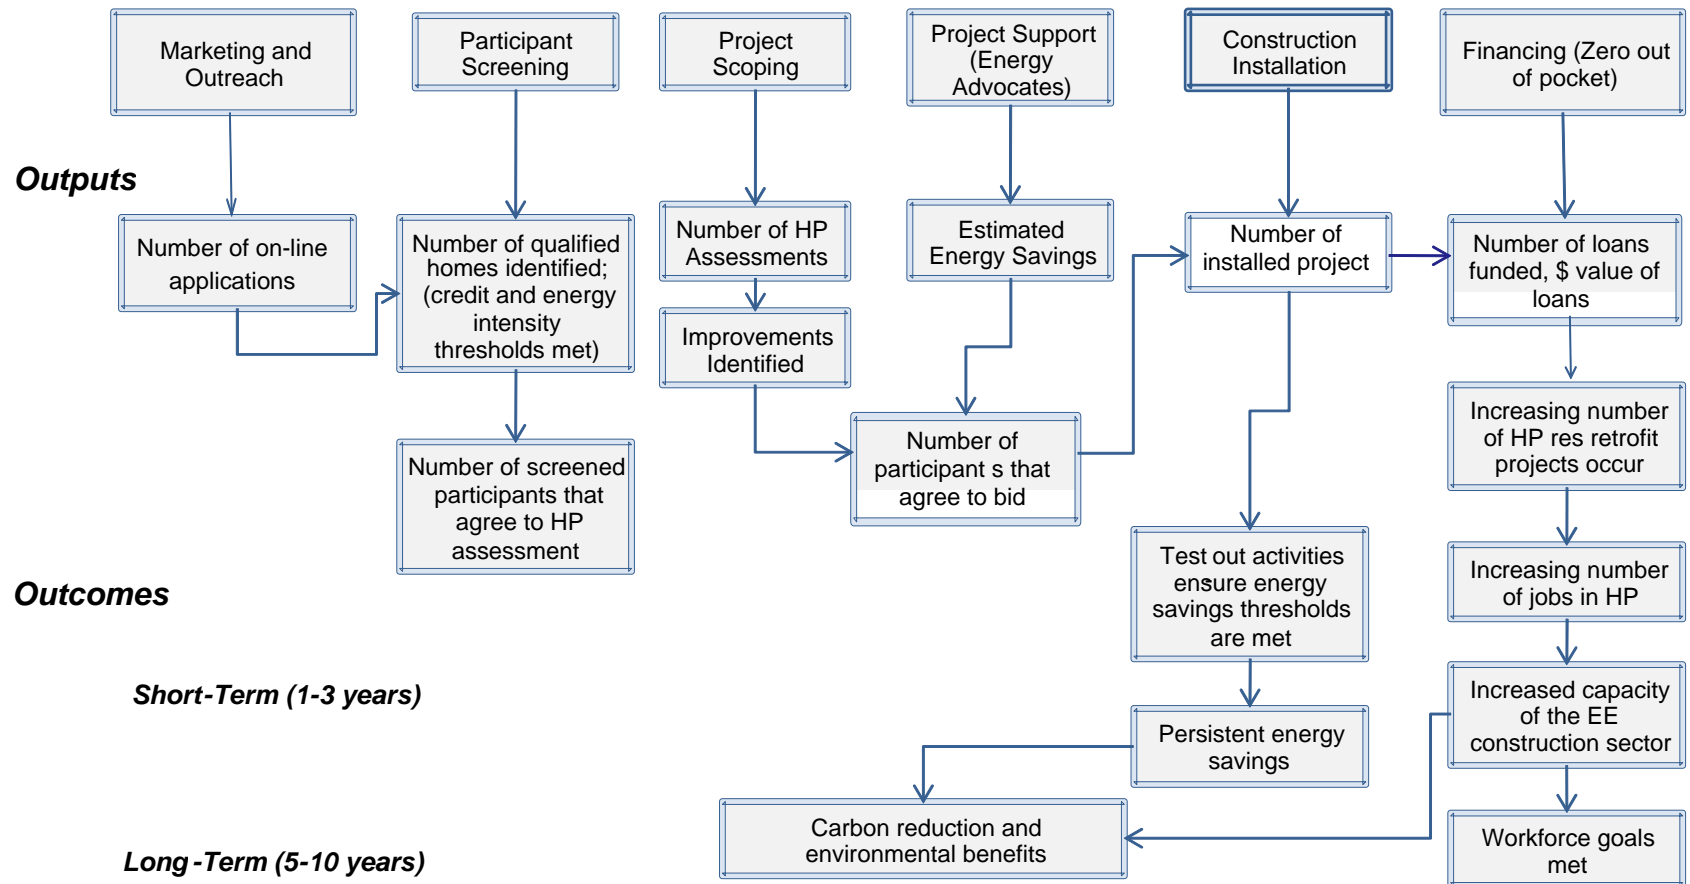 Marketing and
Outreach
Participant
Screening
Project
Scoping
Project Support
(Energy
Advocates)
Construction
Installation
Financing (Zero out
of pocket)
Outputs
Number of on-line
applications
Number of qualified
homes identified;
(credit and energy
intensity
thresholds met)
Number of HP
Assessments
Estimated
Energy Savings
Number of
installed project
Number of loans
funded, $ value of
loans
Improvements
Identified
Number of screened
participants that
agree to HP
assessment
Number of
participant s that
agree to bid
Increasing number
of HP res retrofit
projects occur
Outcomes
Test out activities
ensure energy
savings thresholds
are met
Increasing number
of jobs in HP
Short-Term (1-3 years)
Persistent energy
savings
Increased capacity
of the EE
construction sector
Long-Term (5-10 years)
Carbon reduction and
environmental benefits
Workforce goals
met